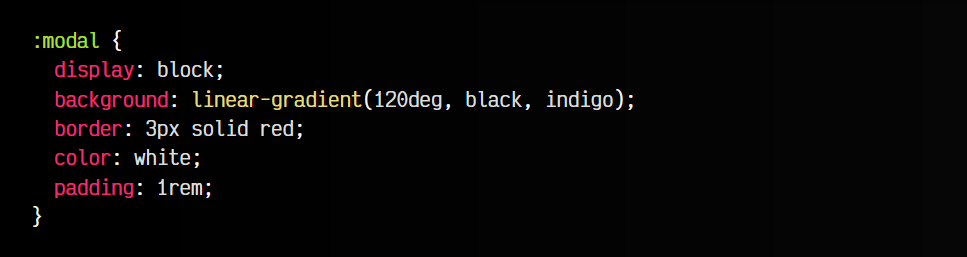 :modal {
  display: block;
  background: linear-gradient(120deg, black, indigo);
  border: 3px solid red;
  color: white;
  padding: 1rem;
}